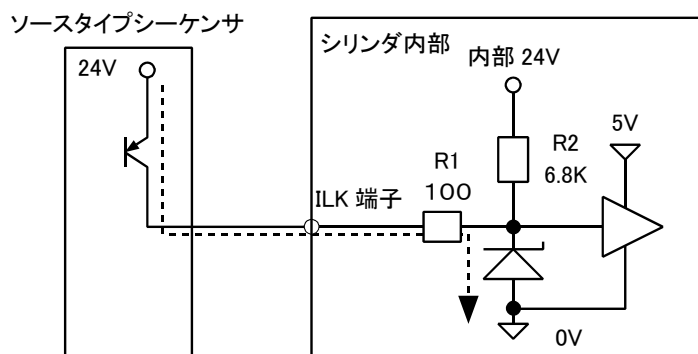 ソースタイプシーケンサ
24V
シリンダ内部
内部 24V
R1
100
R2
6.8K
5V
ILK 端子
0V